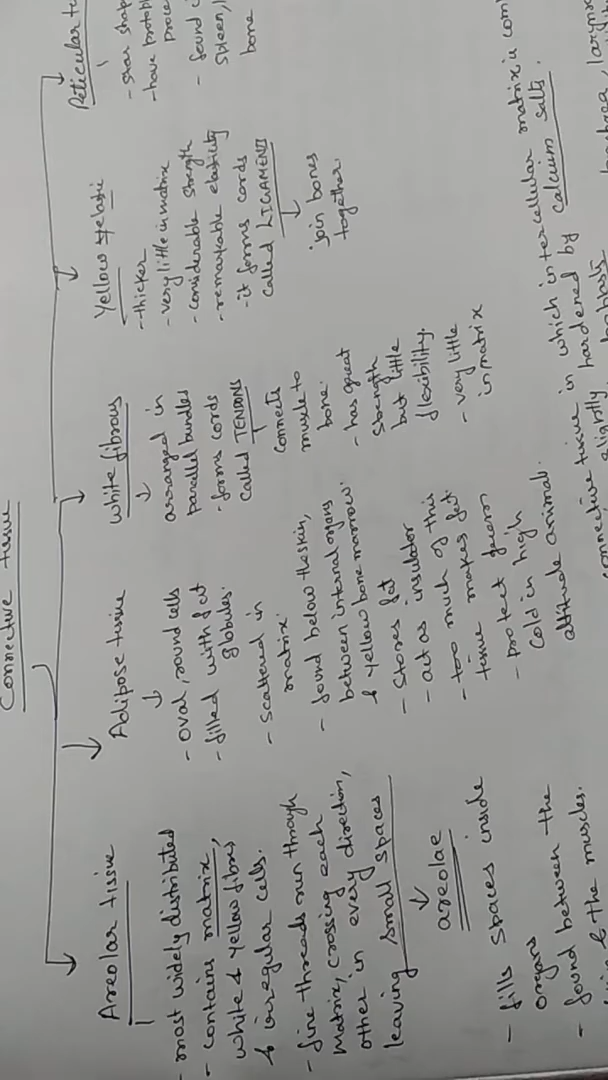 Connective tissue
Areolar tissue
- most widely distributed
- contains matrix,
white & yellow fibres
& irregular cells.
- fine threads run through
matrix, crossing each
other in every direction,
leaving small spaces
areolae
- fills spaces inside
organs
- found between the
& the muscles.
Adipose tissue
- oval, round cells
- filled with fat
globules.
- scattered in
matrix.
- found below the skin,
between internal organs
& yellow bone marrow.
- stores fat
- act as insulator
- too much of this
tissue makes fat.
- protect from
cold in high
altitude animal.
White fibrous
arranged in
parallel bundles
- forms cords
called TENDONS
connects
muscle to
bone.
- has great
strength
but little
flexibility.
- very little
in matrix
Yellow elastic
- thicker
- very little in matrix
- considerable strength
- remarkable elasticity
- it forms cords
called LIGAMENT
join bones
together.
Reticular
- star
- have
- found
spleen,
bone
connective tissue in which intercellular matrix is
slightly hardened by calcium salts.